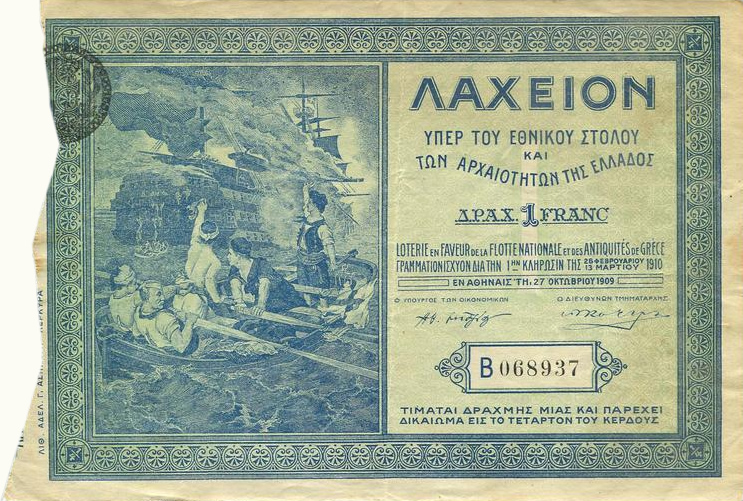 ΛΑΧΕΙΟΝ
ΥΠΕΡ ΤΟΥ ΕΘΝΙΚΟΥ ΣΤΟΛΟΥ
ΚΑΙ
ΤΩΝ ΑΡΧΑΙΟΤΗΤΩΝ ΤΗΣ ΕΛΛΑΔΟΣ
ΔΡΑΧ. 1 FRANC
LOTERIE EN FAVEUR DE LA FLOTTE NATIONALE ET DES ANTIQUITÉS DE GRÈCE
ΓΡΑΜΜΑΤΙΟΝ ΙΣΧΥΟΝ ΔΙΑ ΤΗΝ 1ΗΝ ΚΛΗΡΩΣΙΝ ΤΗΣ 28 ΦΕΒΡΟΥΑΡΙΟΥ 13 ΜΑΡΤΙΟΥ 1910
ΕΝ ΑΘΗΝΑΙΣ ΤΗ, 27 ΟΚΤΩΒΡΙΟΥ 1909
Ο ΥΠΟΥΡΓΟΣ ΤΩΝ ΟΙΚΟΝΟΜΙΚΩΝ Ο ΔΙΕΥΘΥΝΩΝ ΤΜΗΜΑΤΑΡΧΗΣ
B 068937
ΤΙΜΑΤΑΙ ΔΡΑΧΜΗΣ ΜΙΑΣ ΚΑΙ ΠΑΡΕΧΕΙ
ΔΙΚΑΙΩΜΑ ΕΙΣ ΤΟ ΤΕΤΑΡΤΟΝ ΤΟΥ ΚΕΡΔΟΥΣ
ΛΙΘ. ΑΔΕΛ. Γ. ΑΣΠ